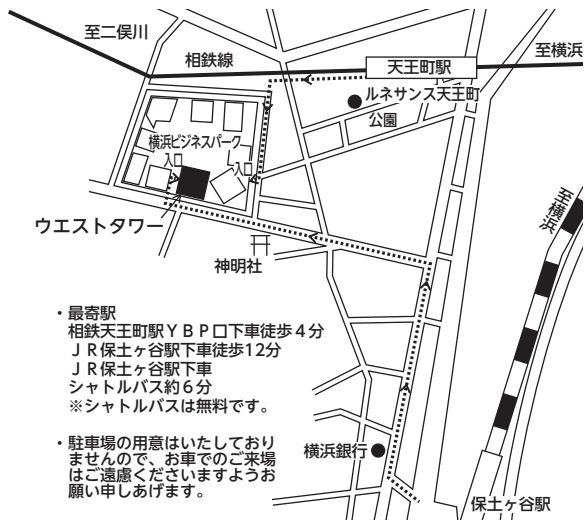 至二俣川
相鉄線
天王町駅
至横浜
ルネサンス天王町
公園
横浜ビジネスパーク
入口
入口
至横浜
ウエストタワー
神明社
・最寄駅
相鉄天王町駅ＹＢＰ口下車徒歩４分
ＪＲ保土ヶ谷駅下車徒歩12分
ＪＲ保土ヶ谷駅下車
シャトルバス約６分
※シャトルバスは無料です。
・駐車場の用意はいたしており
ませんので、お車でのご来場
はご遠慮くださいますようお
願い申しあげます。
横浜銀行
保土ヶ谷駅